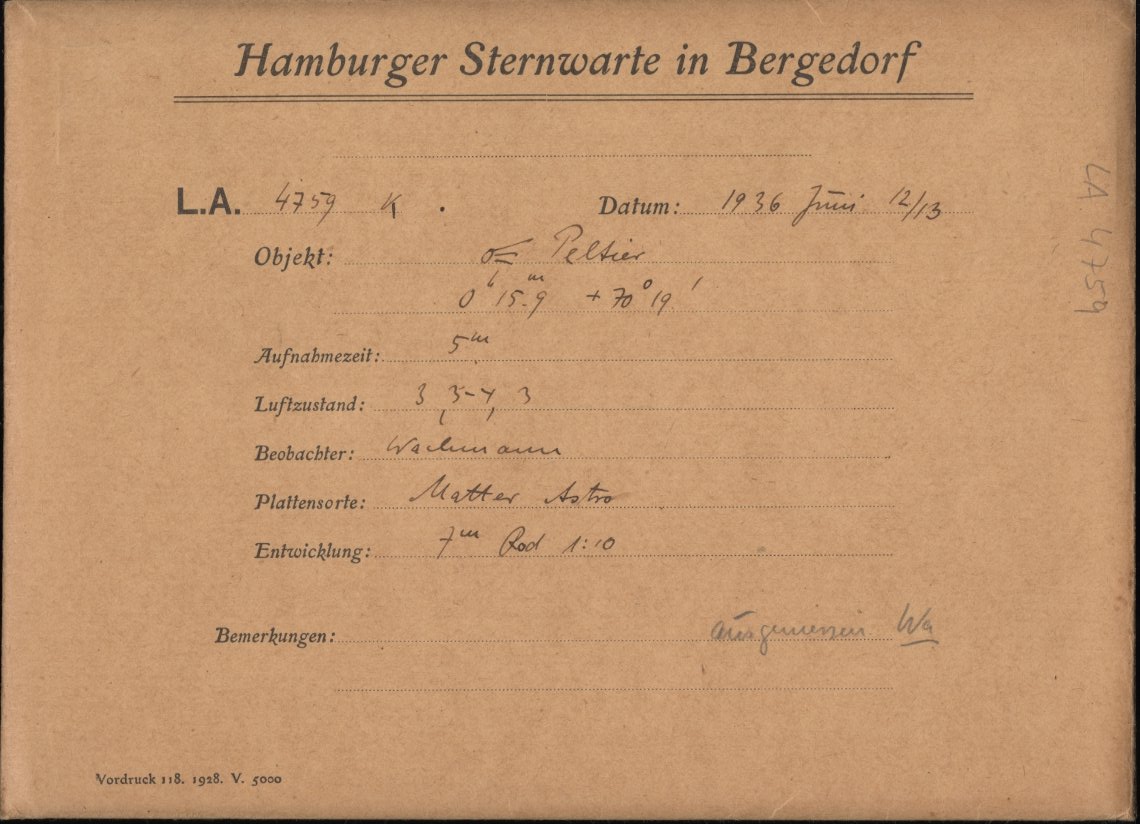 Hamburger Sternwarte in Bergedorf
L.A. 4759 K. Datum: 1936 Juni 12/13
Objekt: ☄ Peltier
0ʰ 15ᵐ.9 +70° 19'
Aufnahmezeit: 5ᵐ
Luftzustand: 3, 3-4, 3
Beobachter: Wachmann
Plattensorte: Matter Astro
Entwicklung: 7ᵐ Rod 1:10
Bemerkungen: ausgemessen Wa
Vordruck 118. 1928. V. 5000
LA 4759